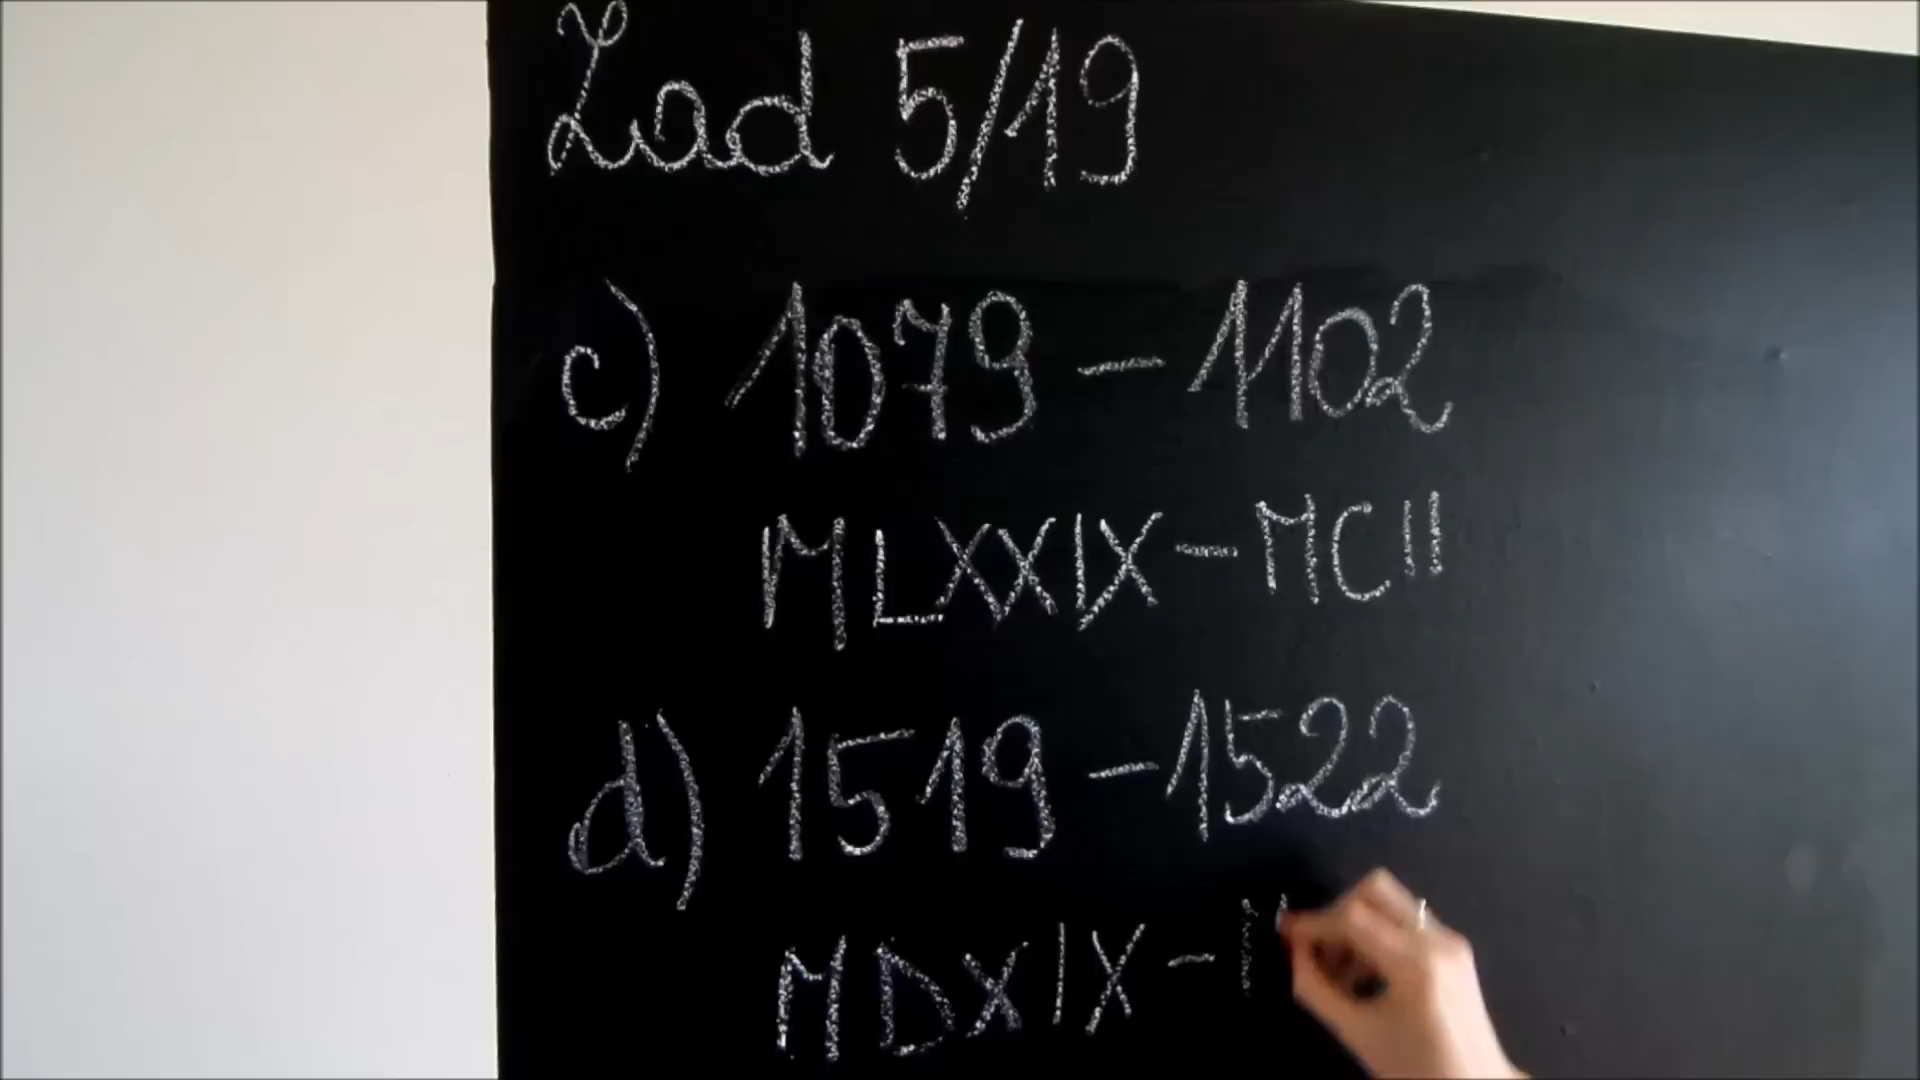 Zad 5/19
c) 1079 - 1102
MLXXIX - MCII
d) 1519 - 1522
MDXIX -